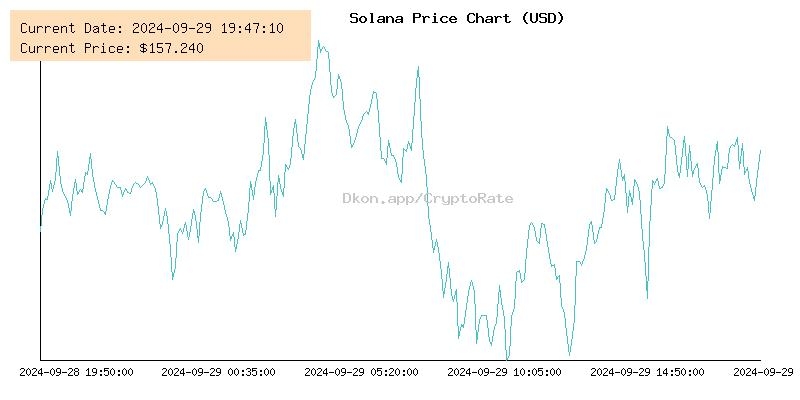 Solana Price Chart (USD)
Current Date: 2024-09-29 19:47:10
Current Price: $157.240
Dkon.app/CryptoRate
2024-09-28 19:50:00 2024-09-29 00:35:00 2024-09-29 05:20:00 2024-09-29 10:05:00 2024-09-29 14:50:00 2024-09-29